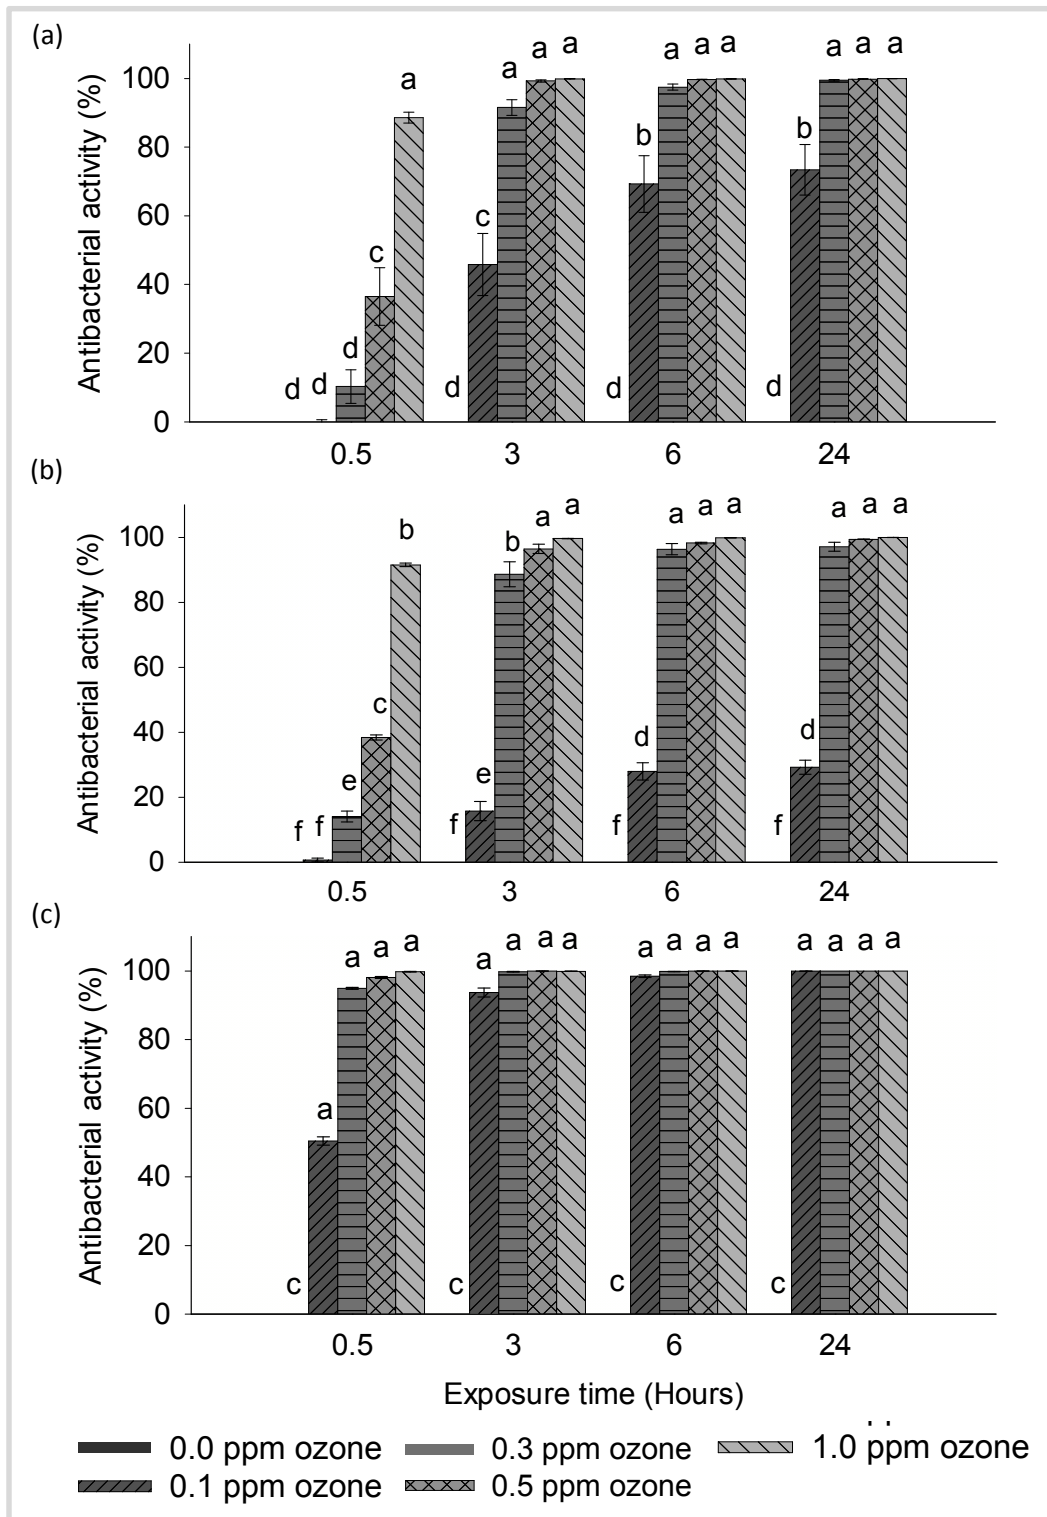 (a)
Antibacterial activity (%)
100
80
60
40
20
0
d d d c a
d c a a a
d b a a a
d b a a a
0.5 3 6 24
(b)
Antibacterial activity (%)
100
80
60
40
20
0
f f e c b
f e b a a
f d a a a
f d a a a
0.5 3 6 24
(c)
Antibacterial activity (%)
100
80
60
40
20
0
c a a a a
c a a a a
c a a a a
c a a a a
0.5 3 6 24
Exposure time (Hours)
0.0 ppm ozone 0.3 ppm ozone 1.0 ppm ozone
0.1 ppm ozone 0.5 ppm ozone